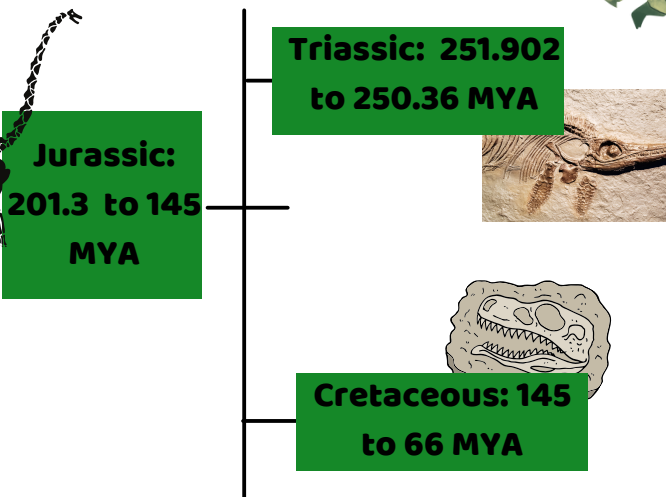 Triassic: 251.902
to 250.36 MYA
Jurassic:
201.3 to 145
MYA
Cretaceous: 145
to 66 MYA